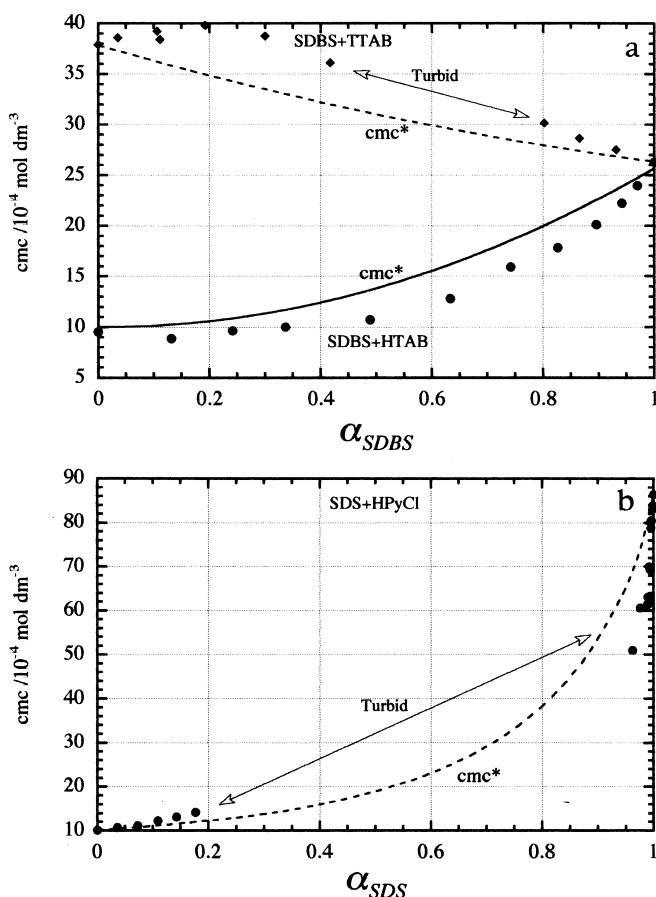 a
SDBS+TTAB
Turbid
cmc*
cmc*
SDBS+HTAB
40
35
30
25
20
15
10
5
cmc /10⁻⁴ mol dm⁻³
0 0.2 0.4 0.6 0.8 1
α_SDBS
b
SDS+HPyCl
Turbid
cmc*
90
80
70
60
50
40
30
20
10
cmc /10⁻⁴ mol dm⁻³
0 0.2 0.4 0.6 0.8 1
α_SDS